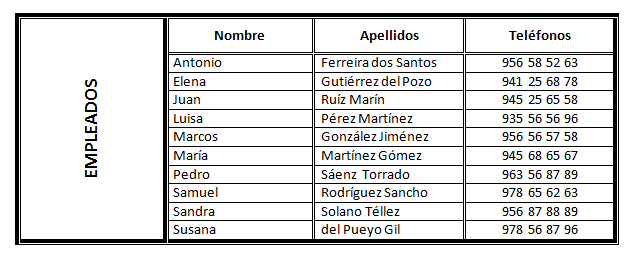 EMPLEADOS
Nombre Apellidos Teléfonos
Antonio Ferreira dos Santos 956 58 52 63
Elena Gutiérrez del Pozo 941 25 68 78
Juan Ruíz Marín 945 25 65 58
Luisa Pérez Martínez 935 56 56 96
Marcos González Jiménez 956 56 57 58
María Martínez Gómez 945 68 65 67
Pedro Sáenz Torrado 963 56 87 89
Samuel Rodríguez Sancho 978 65 62 63
Sandra Solano Téllez 956 87 88 89
Susana del Pueyo Gil 978 56 87 96